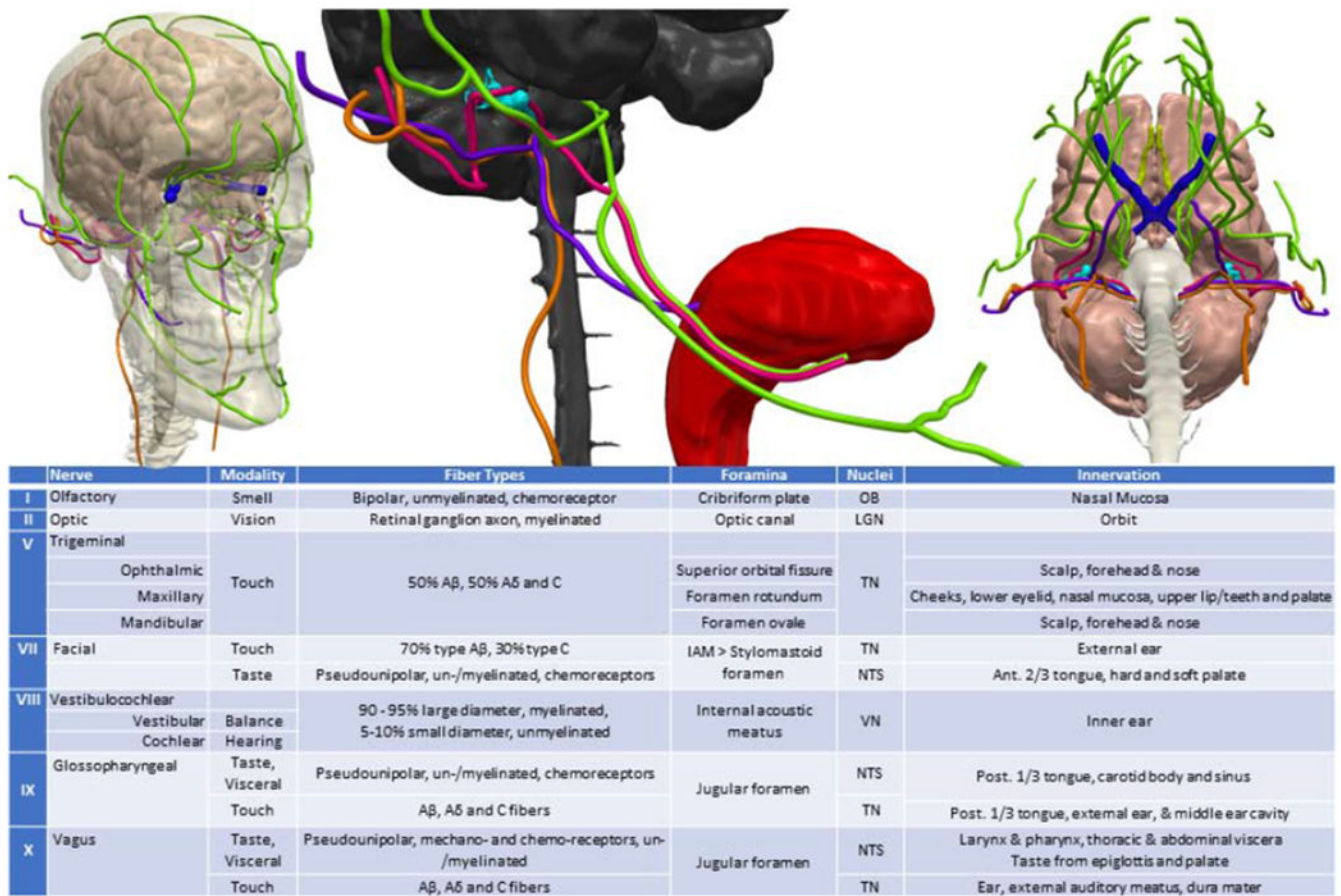 Nerve Modality Fiber Types Foramina Nuclei Innervation
I Olfactory Smell Bipolar, unmyelinated, chemoreceptor Cribriform plate OB Nasal Mucosa
II Optic Vision Retinal ganglion axon, myelinated Optic canal LGN Orbit
V Trigeminal
Touch 50% Aβ, 50% Aδ and C TN
Ophthalmic Superior orbital fissure Scalp, forehead & nose
Maxillary Foramen rotundum Cheeks, lower eyelid, nasal mucosa, upper lip/teeth and palate
Mandibular Foramen ovale Scalp, forehead & nose
VII Facial Touch 70% type Aβ, 30% type C IAM > Stylomastoid TN External ear
Taste Pseudounipolar, un-/myelinated, chemoreceptors foramen NTS Ant. 2/3 tongue, hard and soft palate
VIII Vestibulocochlear
90 - 95% large diameter, myelinated, Internal acoustic
Vestibular Balance VN Inner ear
5-10% small diameter, unmyelinated meatus
Cochlear Hearing
IX Glossopharyngeal Taste,
Visceral Pseudounipolar, un-/myelinated, chemoreceptors Jugular foramen NTS Post. 1/3 tongue, carotid body and sinus
Touch Aβ, Aδ and C fibers TN Post. 1/3 tongue, external ear, & middle ear cavity
X Vagus Taste, Pseudounipolar, mechano- and chemo-receptors, un- Jugular foramen NTS Larynx & pharynx, thoracic & abdominal viscera
Visceral /myelinated Taste from epiglottis and palate
Touch Aβ, Aδ and C fibers TN Ear, external auditory meatus, dura mater